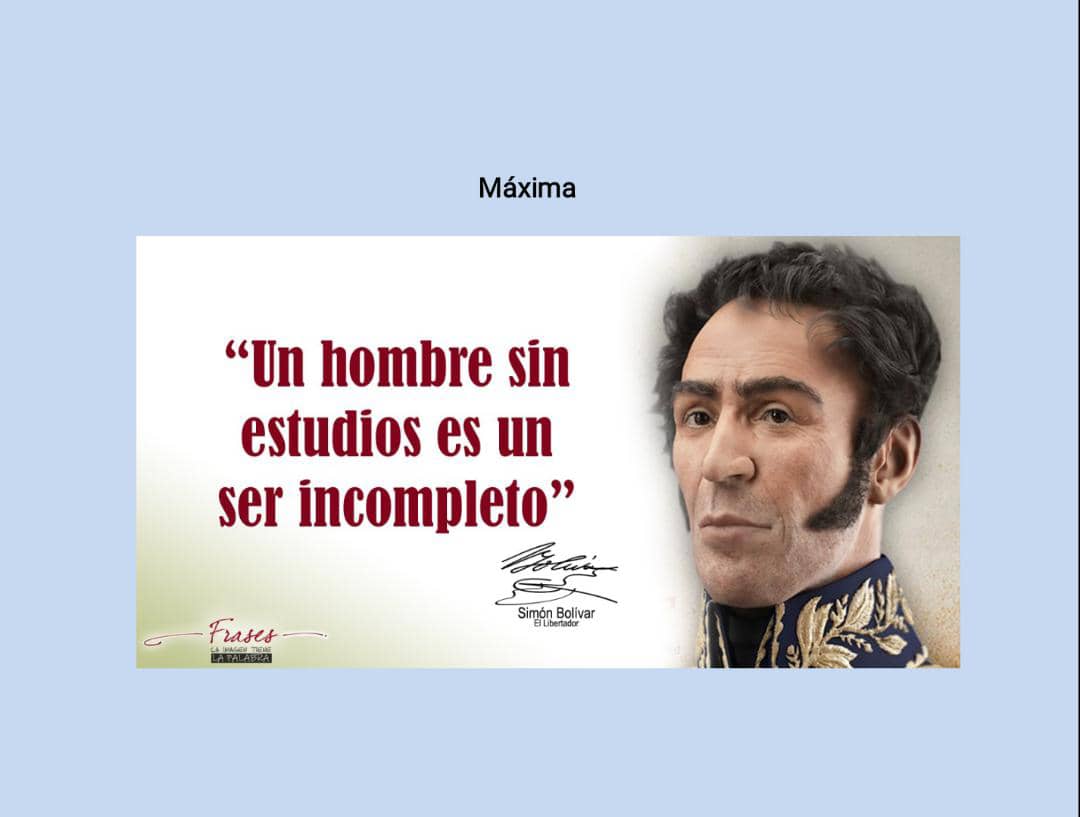 Máxima
“Un hombre sin
estudios es un
ser incompleto”
Bolívar
Simón Bolívar
El Libertador
Frases
LA IMAGEN TIENE
LA PALABRA